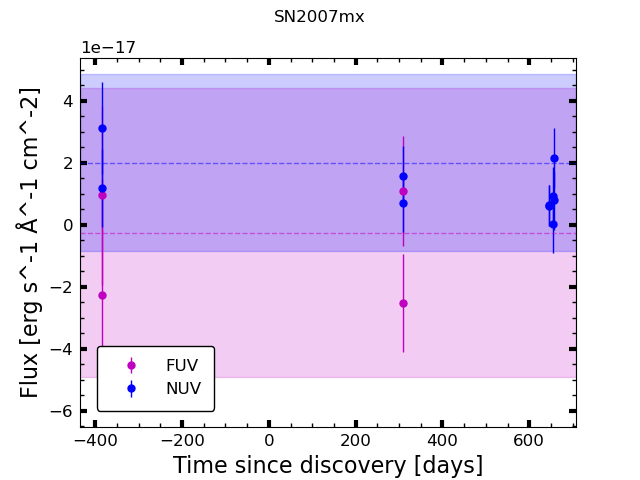 SN2007mx
1e−17
4
2
0
−2
−4
−6
Flux [erg s^-1 Å^-1 cm^-2]
FUV
NUV
−400 −200 0 200 400 600
Time since discovery [days]